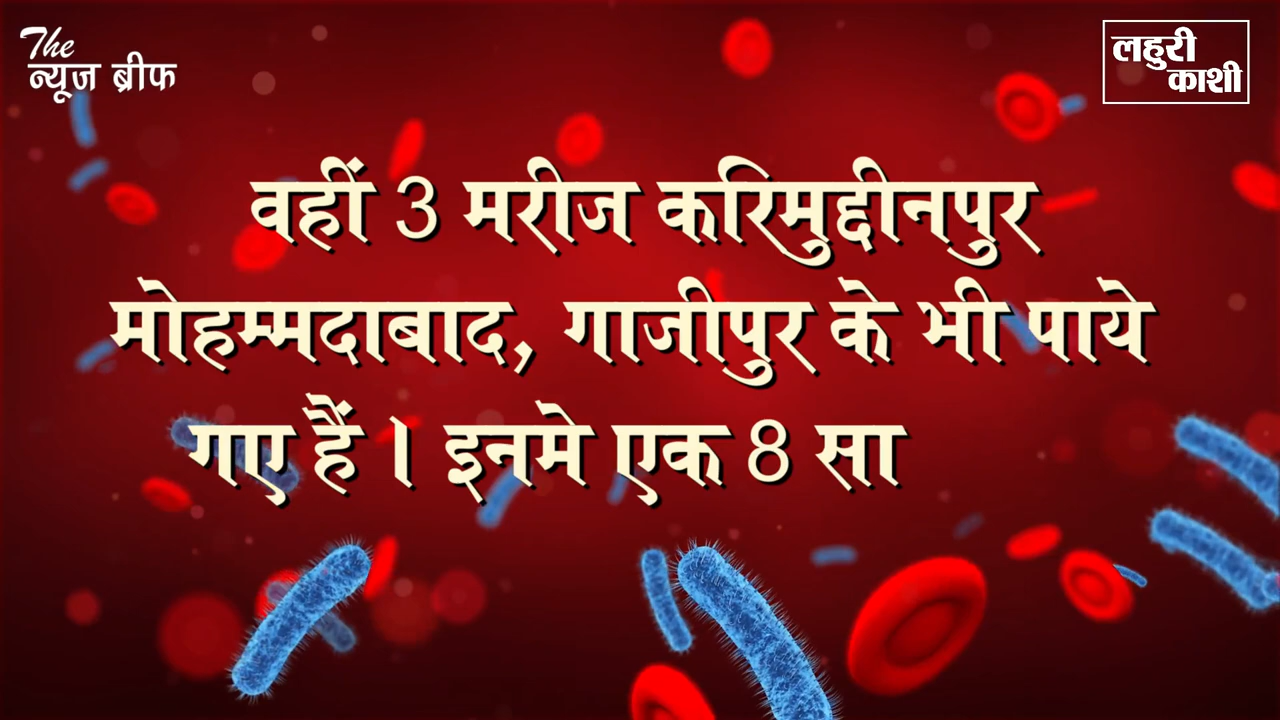 The
न्यूज ब्रीफ
लहुरी
काशी
वहीं 3 मरीज करिमुद्दीनपुर
मोहम्मदाबाद, गाजीपुर के भी पाये
गए हैं । इनमे एक 8 सा